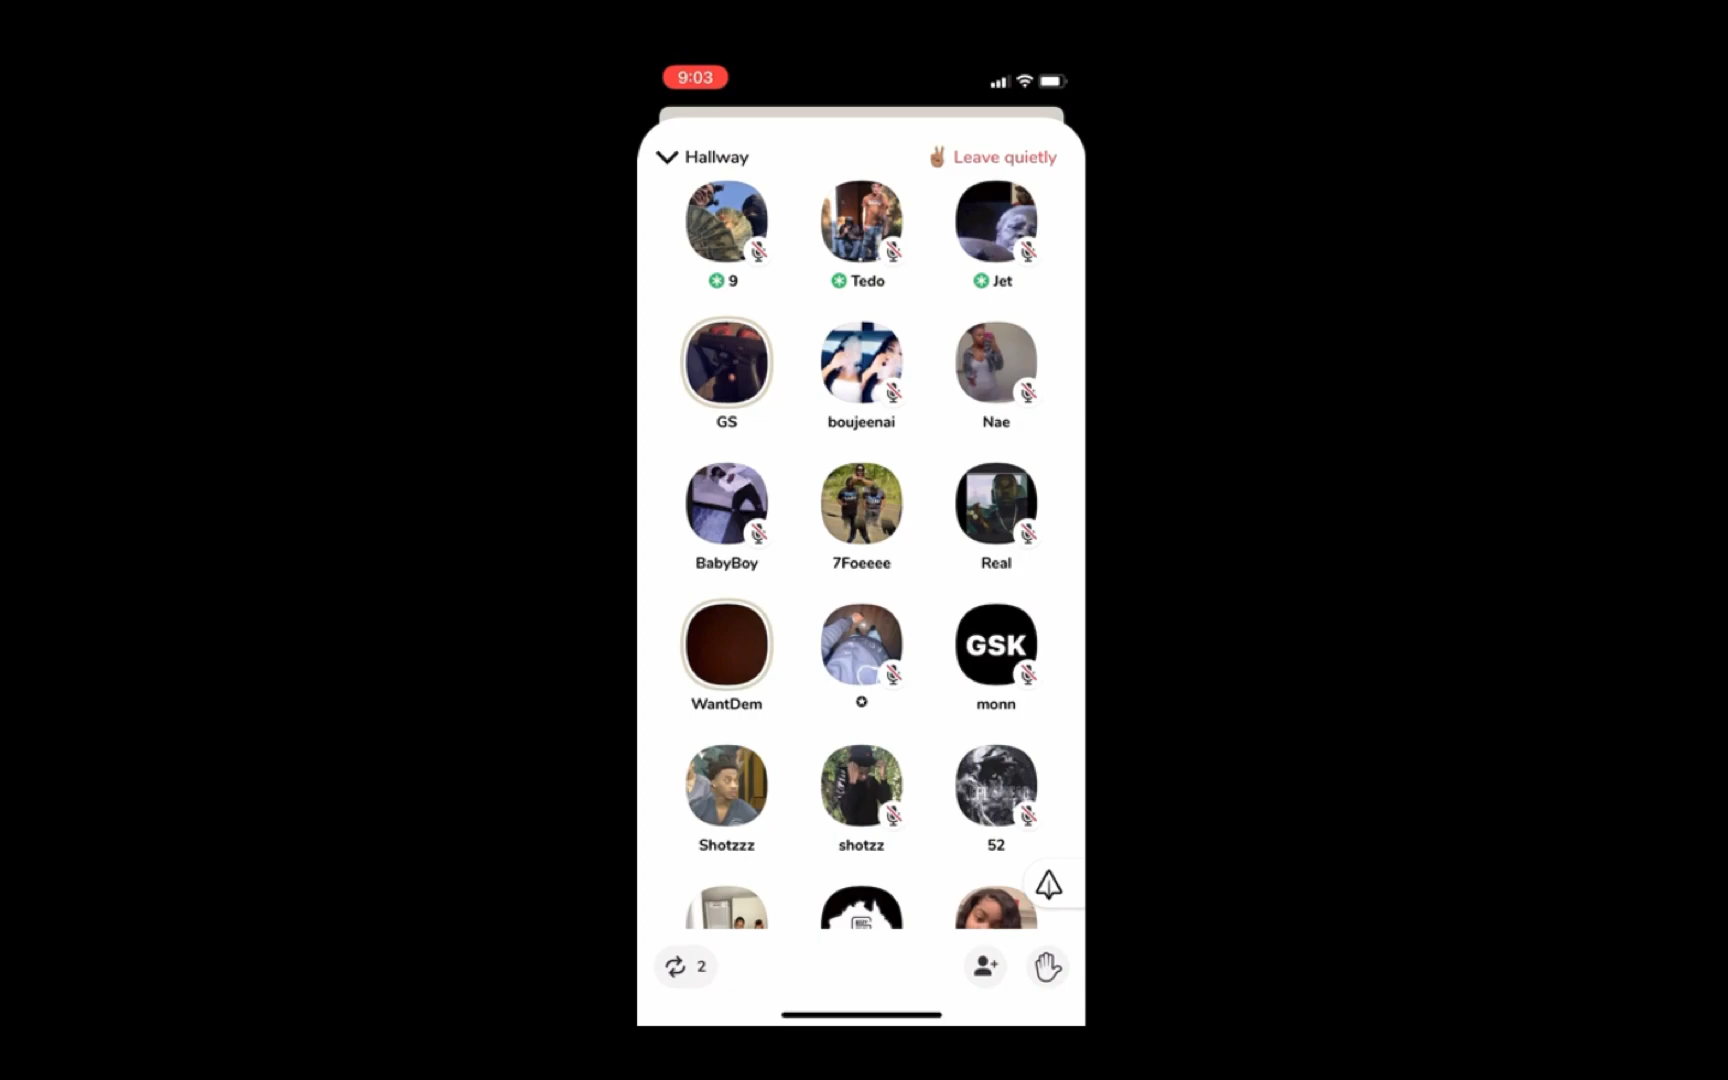 9:03
Hallway
✌🏽 Leave quietly
9
Tedo
Jet
GS
boujeenai
Nae
BabyBoy
7Foeeee
Real
WantDem
✪
GSK
monn
Shotzzz
shotzz
52
2